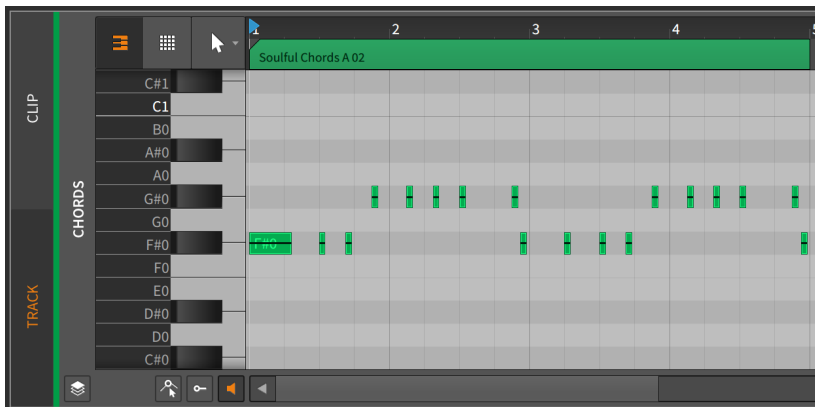 1 2 3 4 5
Soulful Chords A 02
CLIP
TRACK
CHORDS
C#1
C1
B0
A#0
A0
G#0
G0
F#0
F#0
F0
E0
D#0
D0
C#0